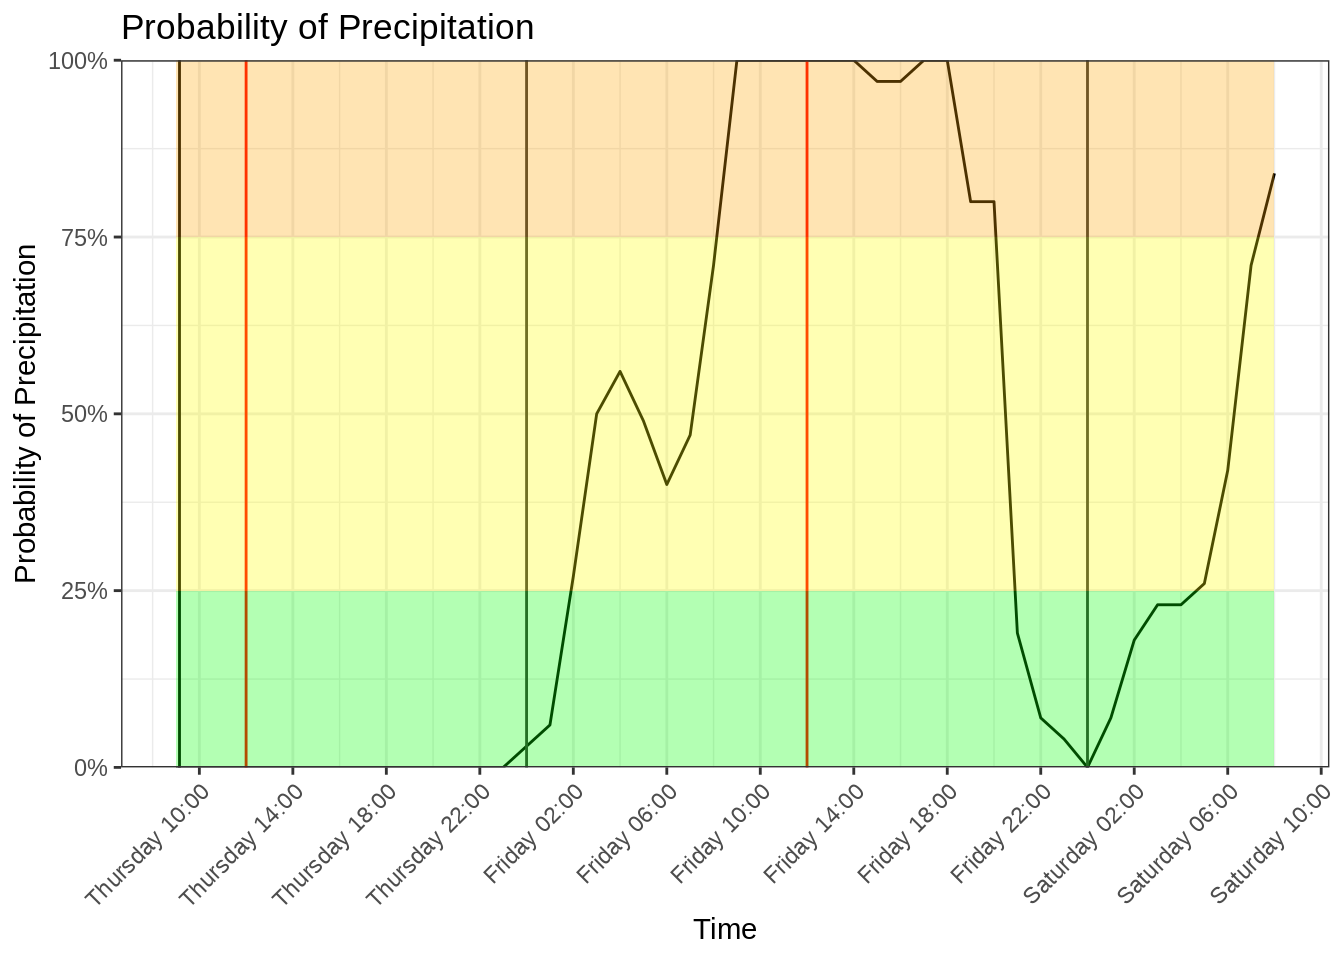 Probability of Precipitation
Probability of Precipitation
100%
75%
50%
25%
0%
Thursday 10:00
Thursday 14:00
Thursday 18:00
Thursday 22:00
Friday 02:00
Friday 06:00
Friday 10:00
Friday 14:00
Friday 18:00
Friday 22:00
Saturday 02:00
Saturday 06:00
Saturday 10:00
Time